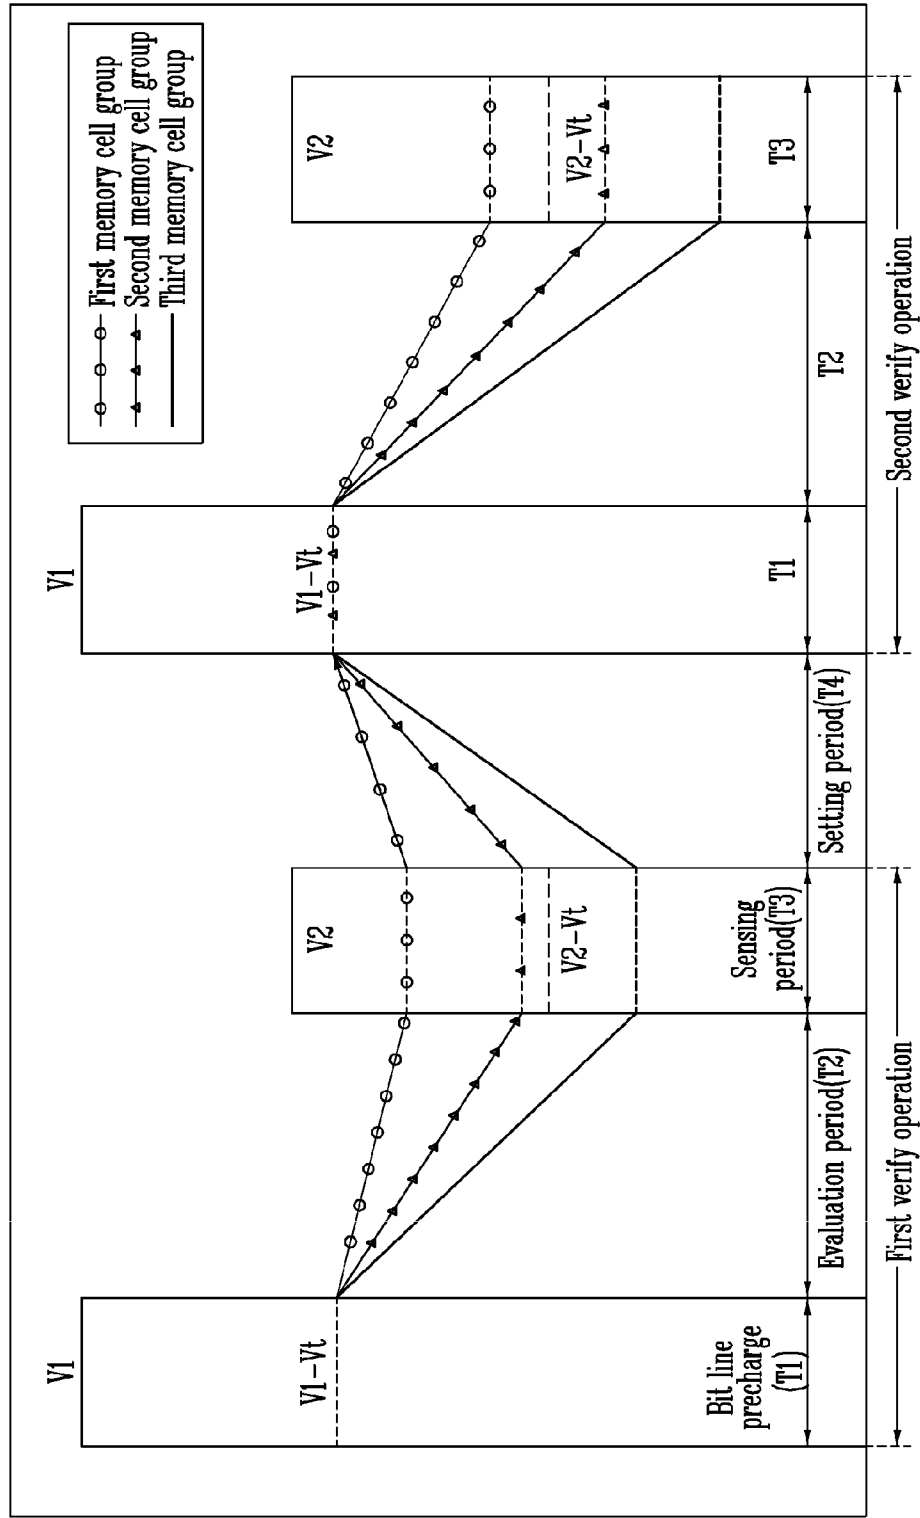 First memory cell group
Second memory cell group
Third memory cell group
V1
V1-Vt
V2
V2-Vt
V1
V1-Vt
V2
V2-Vt
Bit line
precharge
(T1)
Evaluation period(T2)
Sensing
period(T3)
Setting period(T4)
T1
T2
T3
First verify operation
Second verify operation